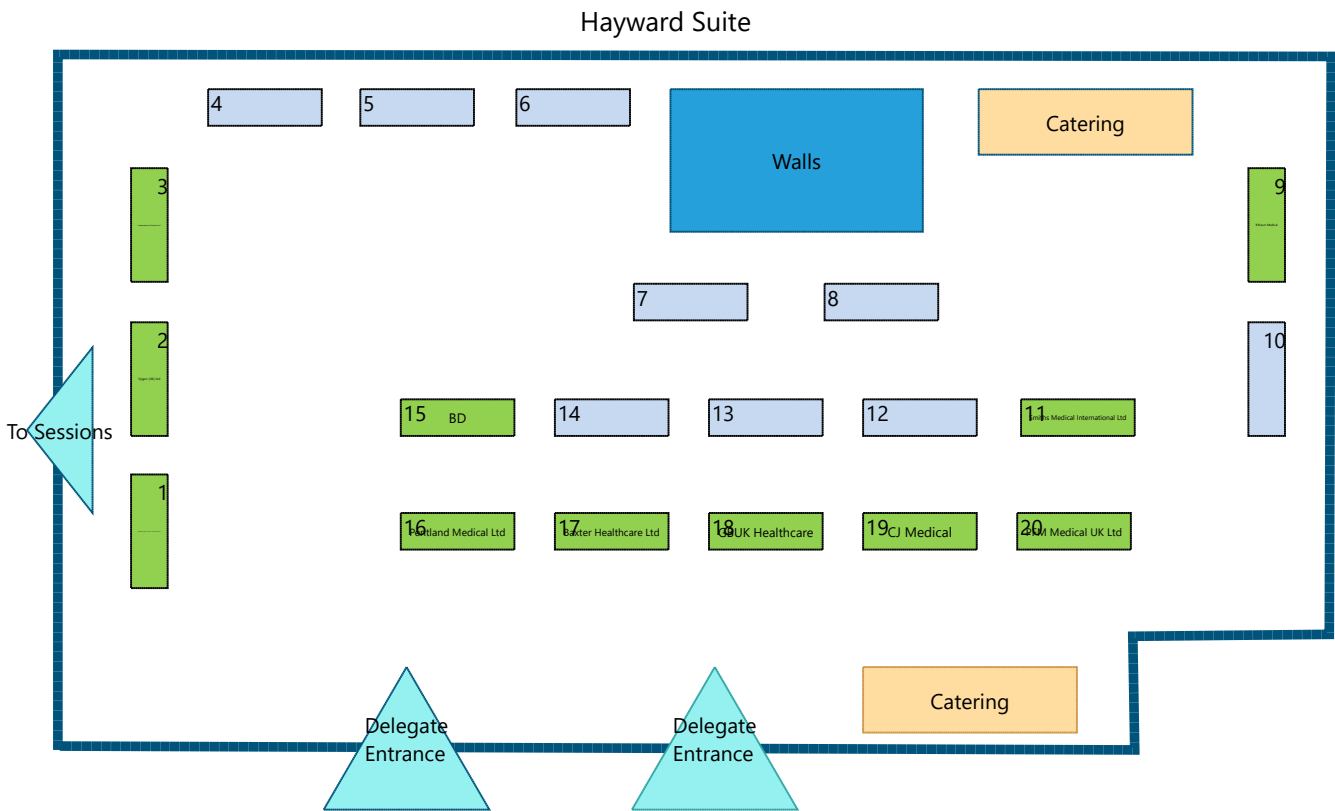 Hayward Suite
4
5
6
Walls
Catering
3
9
7
8
2
10
To Sessions
15 BD
14
13
12
11 Smiths Medical International Ltd
1
16 Portland Medical Ltd
17 Baxter Healthcare Ltd
18 GBUK Healthcare
19 CJ Medical
20 PFM Medical UK Ltd
Delegate
Entrance
Delegate
Entrance
Catering